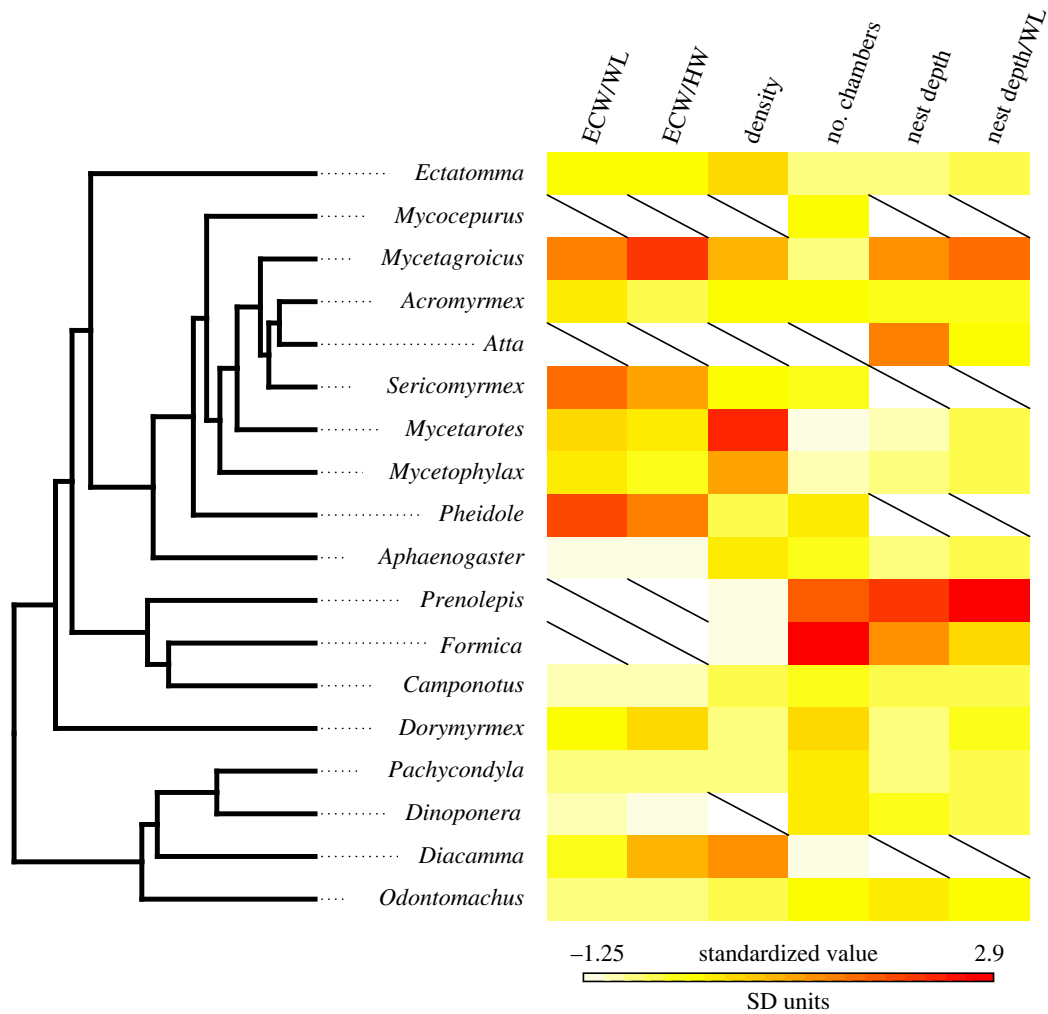 ECW/WL
ECW/HW
density
no. chambers
nest depth
nest depth/WL
Ectatomma
Mycocepurus
Mycetagroicus
Acromyrmex
Atta
Sericomyrmex
Mycetarotes
Mycetophylax
Pheidole
Aphaenogaster
Prenolepis
Formica
Camponotus
Dorymyrmex
Pachycondyla
Dinoponera
Diacamma
Odontomachus
–1.25 standardized value 2.9
SD units